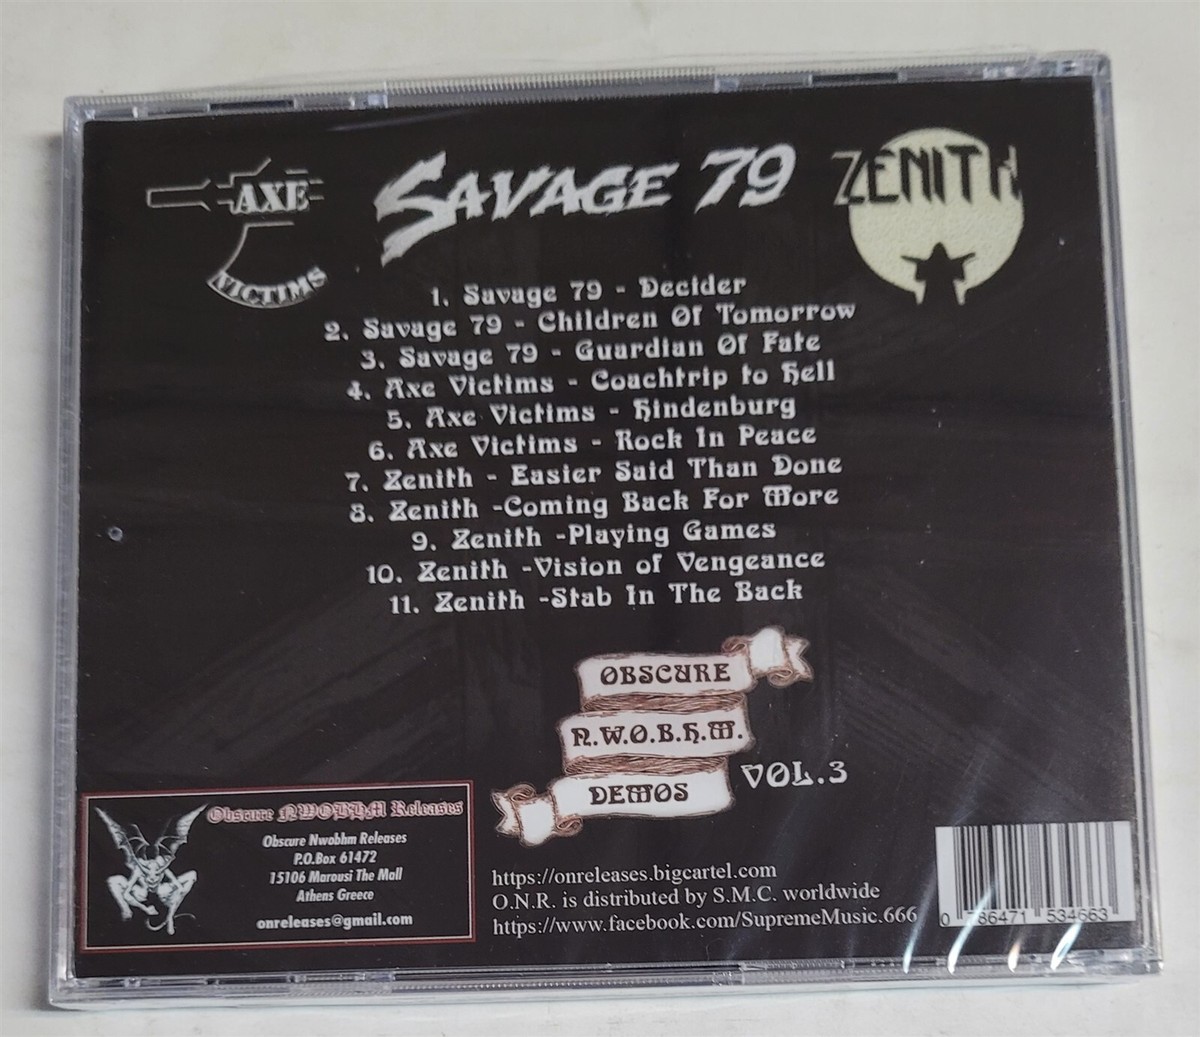 AXE
VICTIMS
SAVAGE 79
ZENITH
1. Savage 79 - Decider
2. Savage 79 - Children Of Tomorrow
3. Savage 79 - Guardian Of Fate
4. Axe Victims - Coachtrip to Hell
5. Axe Victims - Hindenburg
6. Axe Victims - Rock In Peace
7. Zenith - Easier Said Than Done
8. Zenith -Coming Back For More
9. Zenith -Playing Games
10. Zenith -Vision of Vengeance
11. Zenith -Stab In The Back
OBSCURE
N.W.O.B.H.M.
DEMOS
VOL.3
Obscure NWOBHM Releases
Obscure Nwobhm Releases
P.O.Box 61472
15106 Marousi The Mall
Athens Greece
onreleases@gmail.com
https://onreleases.bigcartel.com
O.N.R. is distributed by S.M.C. worldwide
https://www.facebook.com/SupremeMusic.666
0 786471 534663